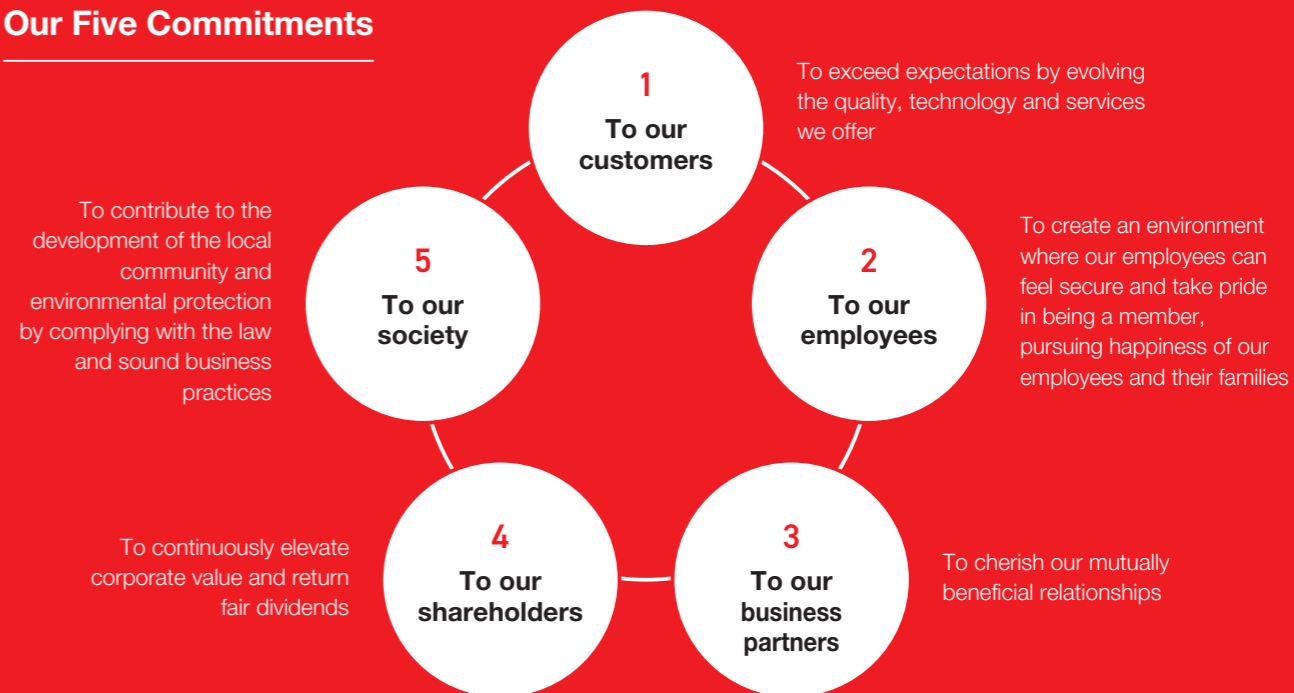 Our Five Commitments
1
To our
customers
To exceed expectations by evolving
the quality, technology and services
we offer
2
To our
employees
To create an environment
where our employees can
feel secure and take pride
in being a member,
pursuing happiness of our
employees and their families
3
To our
business
partners
To cherish our mutually
beneficial relationships
4
To our
shareholders
To continuously elevate
corporate value and return
fair dividends
5
To our
society
To contribute to the
development of the local
community and
environmental protection
by complying with the law
and sound business
practices